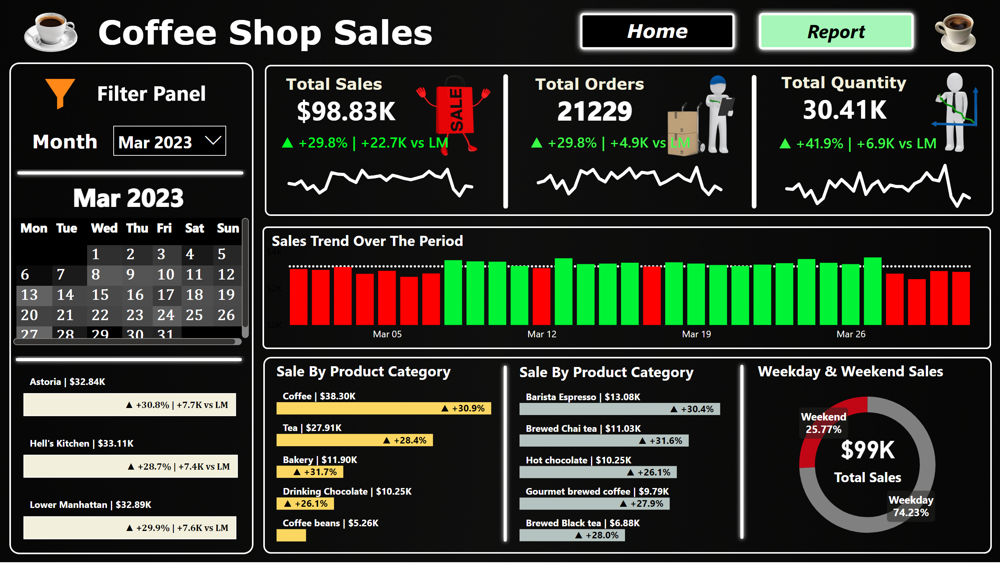 Coffee Shop Sales
Home
Report
Filter Panel
Month
Mar 2023
Mar 2023
Mon Tue Wed Thu Fri Sat Sun
1 2 3 4 5
6 7 8 9 10 11 12
13 14 15 16 17 18 19
20 21 22 23 24 25 26
27 28 29 30 31
Astoria | $32.84K
▲ +30.8% | +7.7K vs LM
Hell's Kitchen | $33.11K
▲ +28.7% | +7.4K vs LM
Lower Manhattan | $32.89K
▲ +29.9% | +7.6K vs LM
Total Sales
$98.83K
▲ +29.8% | +22.7K vs LM
SALE
Total Orders
21229
▲ +29.8% | +4.9K vs LM
Total Quantity
30.41K
▲ +41.9% | +6.9K vs LM
Sales Trend Over The Period
$4K
$2K
$0K
Mar 05 Mar 12 Mar 19 Mar 26
Sale By Product Category
Coffee | $38.30K
▲ +30.9%
Tea | $27.91K
▲ +28.4%
Bakery | $11.90K
▲ +31.7%
Drinking Chocolate | $10.25K
▲ +26.1%
Coffee beans | $5.26K
Sale By Product Category
Barista Espresso | $13.08K
▲ +30.4%
Brewed Chai tea | $11.03K
▲ +31.6%
Hot chocolate | $10.25K
▲ +26.1%
Gourmet brewed coffee | $9.79K
▲ +27.9%
Brewed Black tea | $6.88K
▲ +28.0%
Weekday & Weekend Sales
Weekend
25.77%
$99K
Total Sales
Weekday
74.23%